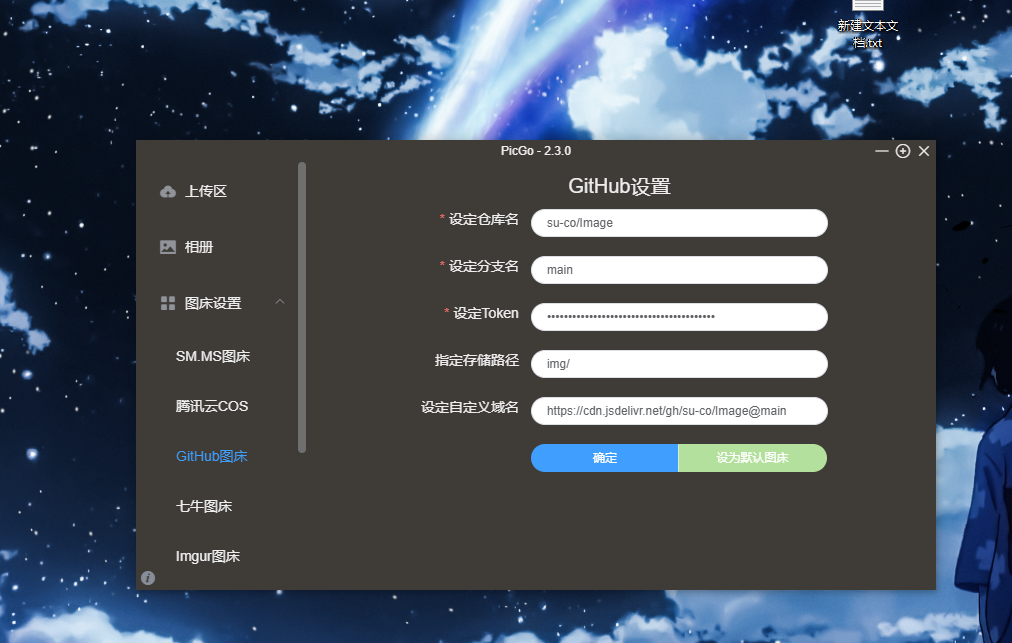 新建文本文
档.txt
PicGo - 2.3.0
上传区
相册
图床设置
SM.MS图床
腾讯云COS
GitHub图床
七牛图床
Imgur图床
GitHub设置
* 设定仓库名
su-co/Image
* 设定分支名
main
* 设定Token
••••••••••••••••••••••••••••••••••••••••
指定存储路径
img/
设定自定义域名
https://cdn.jsdelivr.net/gh/su-co/Image@main
确定
设为默认图床